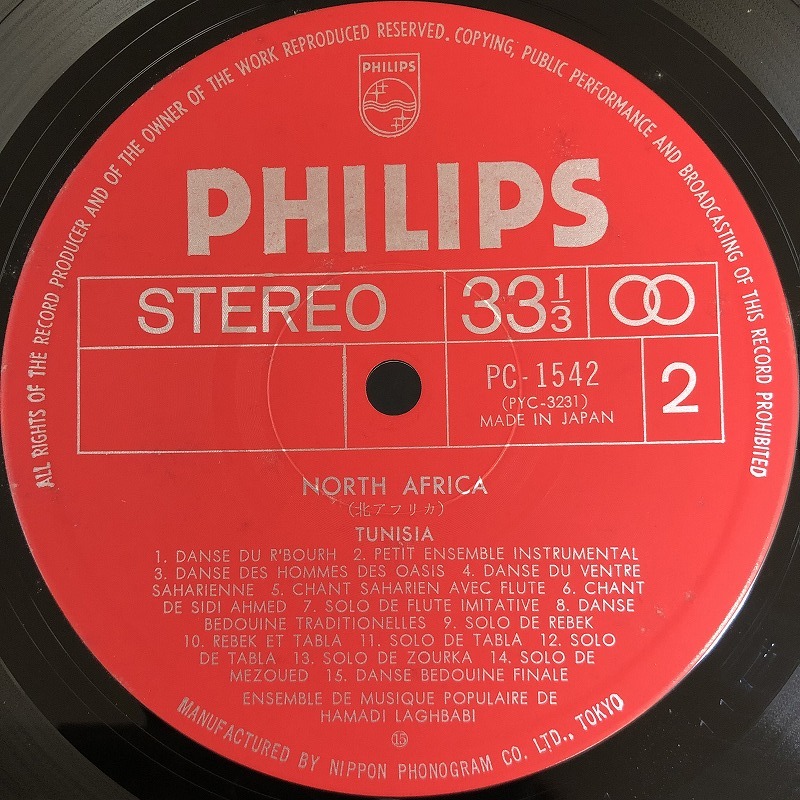 ALL RIGHTS OF THE RECORD PRODUCER AND OF THE OWNER OF THE WORK REPRODUCED RESERVED. COPYING, PUBLIC PERFORMANCE AND BROADCASTING OF THIS RECORD PROHIBITED
PHILIPS
PHILIPS
STEREO 33 1/3
PC-1542
(PYC-3231)
MADE IN JAPAN
2
NORTH AFRICA
(北アフリカ)
TUNISIA
1. DANSE DU R'BOURH 2. PETIT ENSEMBLE INSTRUMENTAL
3. DANSE DES HOMMES DES OASIS 4. DANSE DU VENTRE
SAHARIENNE 5. CHANT SAHARIEN AVEC FLUTE 6. CHANT
DE SIDI AHMED 7. SOLO DE FLUTE IMITATIVE 8. DANSE
BEDOUINE TRADITIONELLES 9. SOLO DE REBEK
10. REBEK ET TABLA 11. SOLO DE TABLA 12. SOLO
DE TABLA 13. SOLO DE ZOURKA 14. SOLO DE
MEZOUED 15. DANSE BEDOUINE FINALE
ENSEMBLE DE MUSIQUE POPULAIRE DE
HAMADI LAGHBABI
⑮
MANUFACTURED BY NIPPON PHONOGRAM CO. LTD., TOKYO